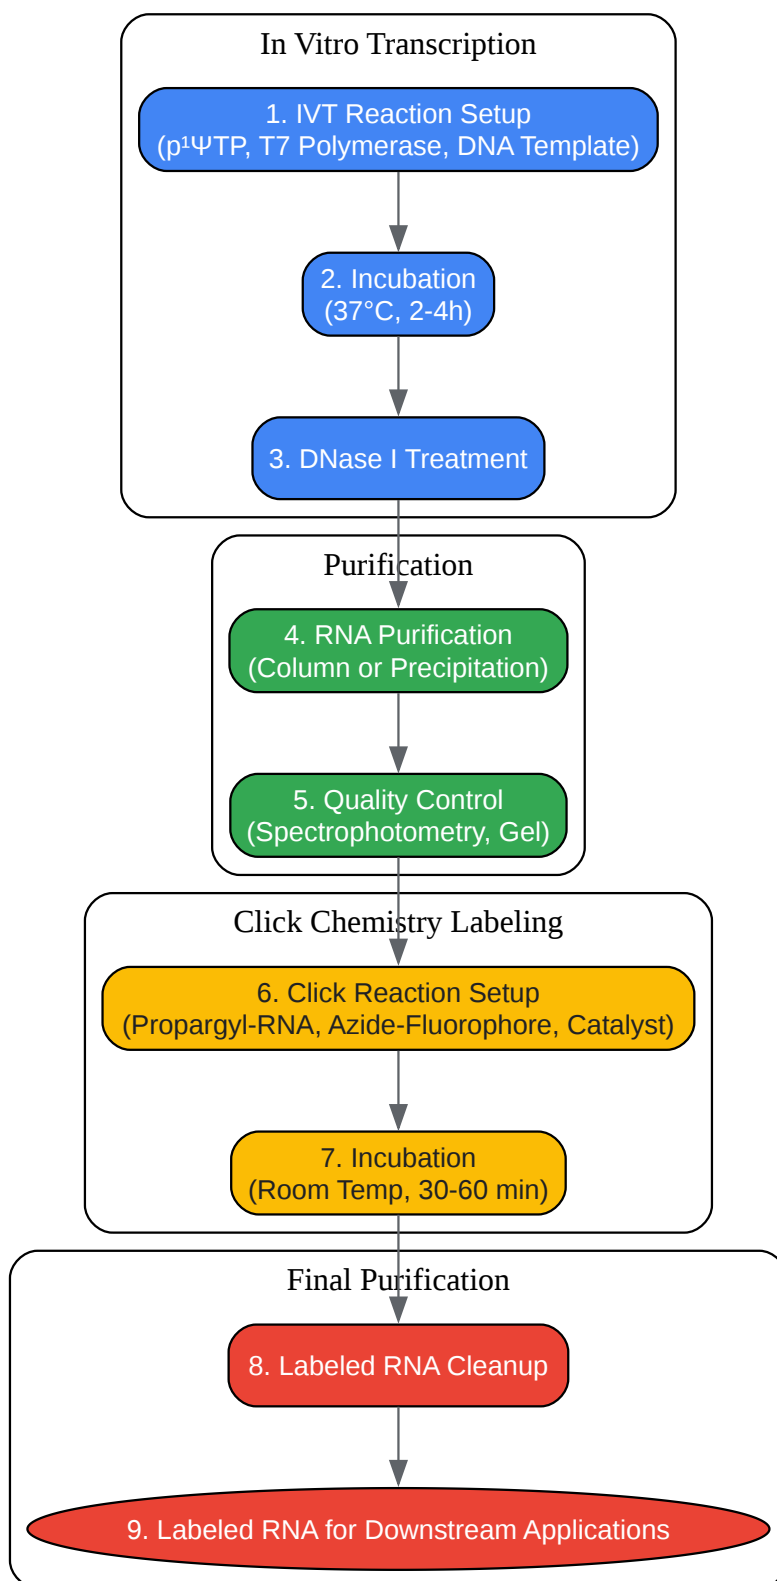 In Vitro Transcription
1. IVT Reaction Setup
(p¹ΨTP, T7 Polymerase, DNA Template)
2. Incubation
(37°C, 2-4h)
3. DNase I Treatment
Purification
4. RNA Purification
(Column or Precipitation)
5. Quality Control
(Spectrophotometry, Gel)
Click Chemistry Labeling
6. Click Reaction Setup
(Propargyl-RNA, Azide-Fluorophore, Catalyst)
7. Incubation
(Room Temp, 30-60 min)
Final Purification
8. Labeled RNA Cleanup
9. Labeled RNA for Downstream Applications